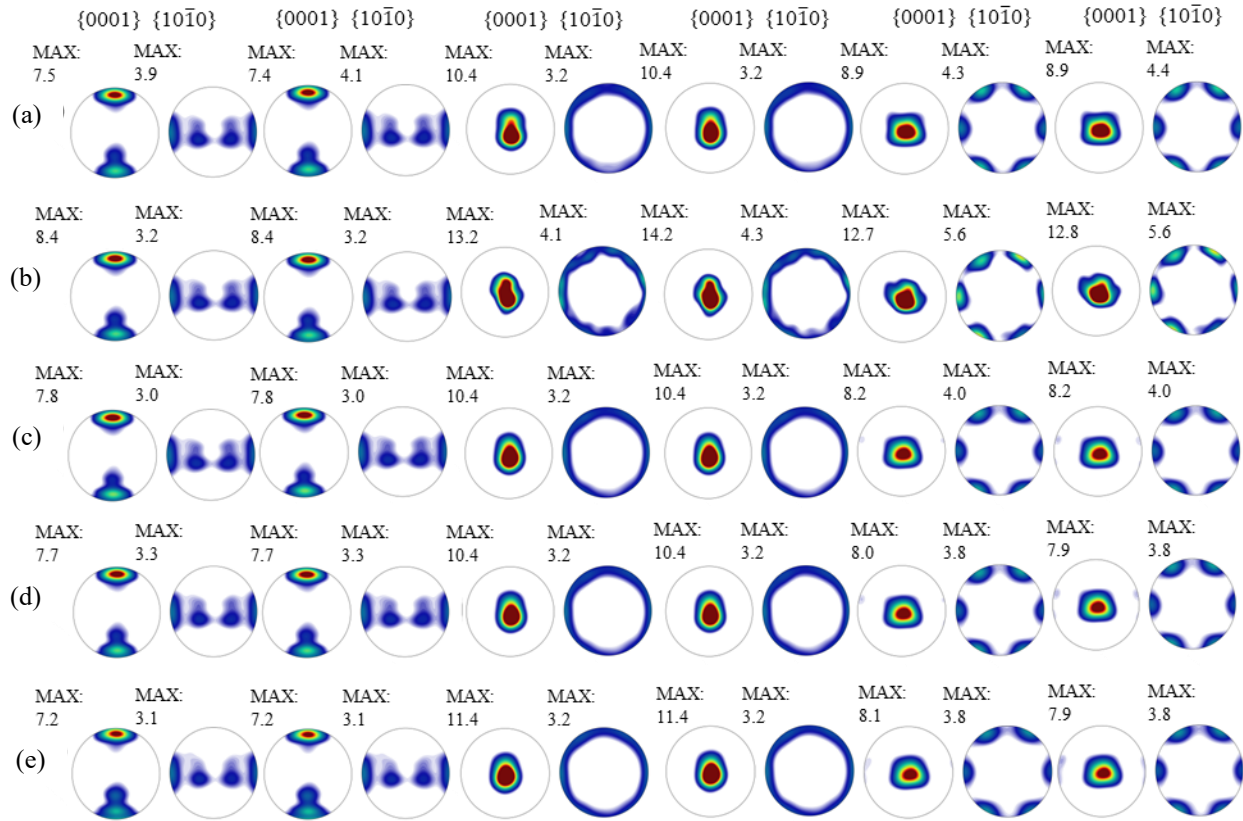 {0001} {101̅0} {0001} {101̅0} {0001} {101̅0} {0001} {101̅0} {0001} {101̅0} {0001} {101̅0}
MAX: MAX: MAX: MAX: MAX: MAX: MAX: MAX: MAX: MAX: MAX: MAX:
7.5 3.9 7.4 4.1 10.4 3.2 10.4 3.2 8.9 4.3 8.9 4.4
(a)
MAX: MAX: MAX: MAX: MAX: MAX: MAX: MAX: MAX: MAX: MAX: MAX:
8.4 3.2 8.4 3.2 13.2 4.1 14.2 4.3 12.7 5.6 12.8 5.6
(b)
MAX: MAX: MAX: MAX: MAX: MAX: MAX: MAX: MAX: MAX: MAX: MAX:
7.8 3.0 7.8 3.0 10.4 3.2 10.4 3.2 8.2 4.0 8.2 4.0
(c)
MAX: MAX: MAX: MAX: MAX: MAX: MAX: MAX: MAX: MAX: MAX: MAX:
7.7 3.3 7.7 3.3 10.4 3.2 10.4 3.2 8.0 3.8 7.9 3.8
(d)
MAX: MAX: MAX: MAX: MAX: MAX: MAX: MAX: MAX: MAX: MAX: MAX:
7.2 3.1 7.2 3.1 11.4 3.2 11.4 3.2 8.1 3.8 7.9 3.8
(e)